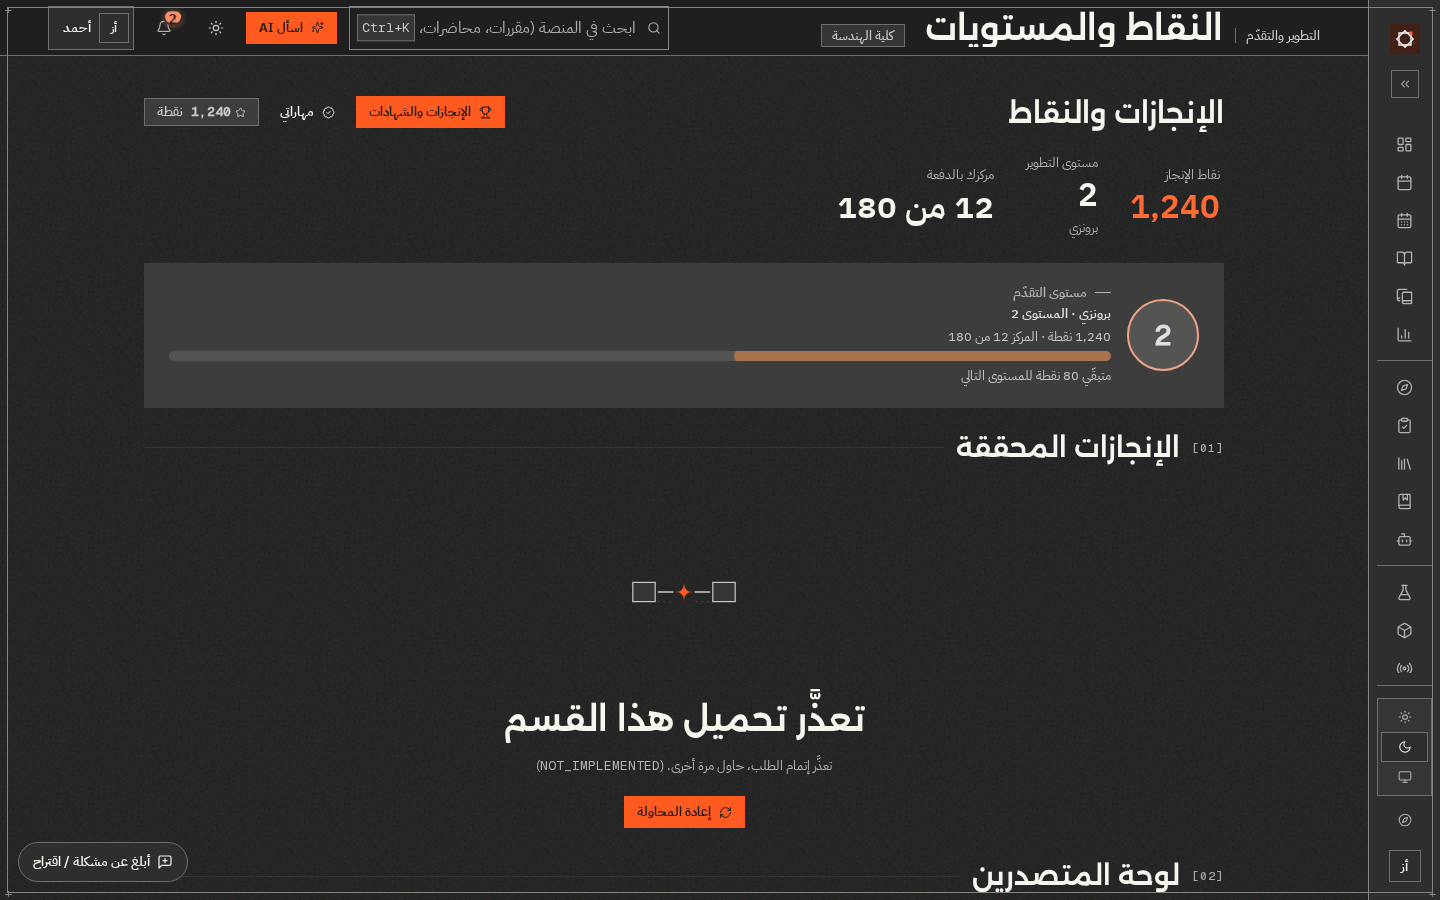 التطوير والتقدّم
النقاط والمستويات
كلية الهندسة
ابحث في المنصة (مقررات، محاضرات،
Ctrl+K
اسأل AI
2
أز
أحمد
الإنجازات والنقاط
الإنجازات والشهادات
مهاراتي
1,240 نقطة
نقاط الإنجاز
1,240
مستوى التطوير
2
برونزي
مركزك بالدفعة
12 من 180
2
مستوى التقدّم
برونزي · المستوى 2
1,240 نقطة · المركز 12 من 180
متبقّي 80 نقطة للمستوى التالي
[01]
الإنجازات المحققة
تعذَّر تحميل هذا القسم
تعذَّر إتمام الطلب، حاول مرة أخرى. (NOT_IMPLEMENTED)
إعادة المحاولة
[02]
لوحة المتصدرين
أبلغ عن مشكلة / اقتراح
أز